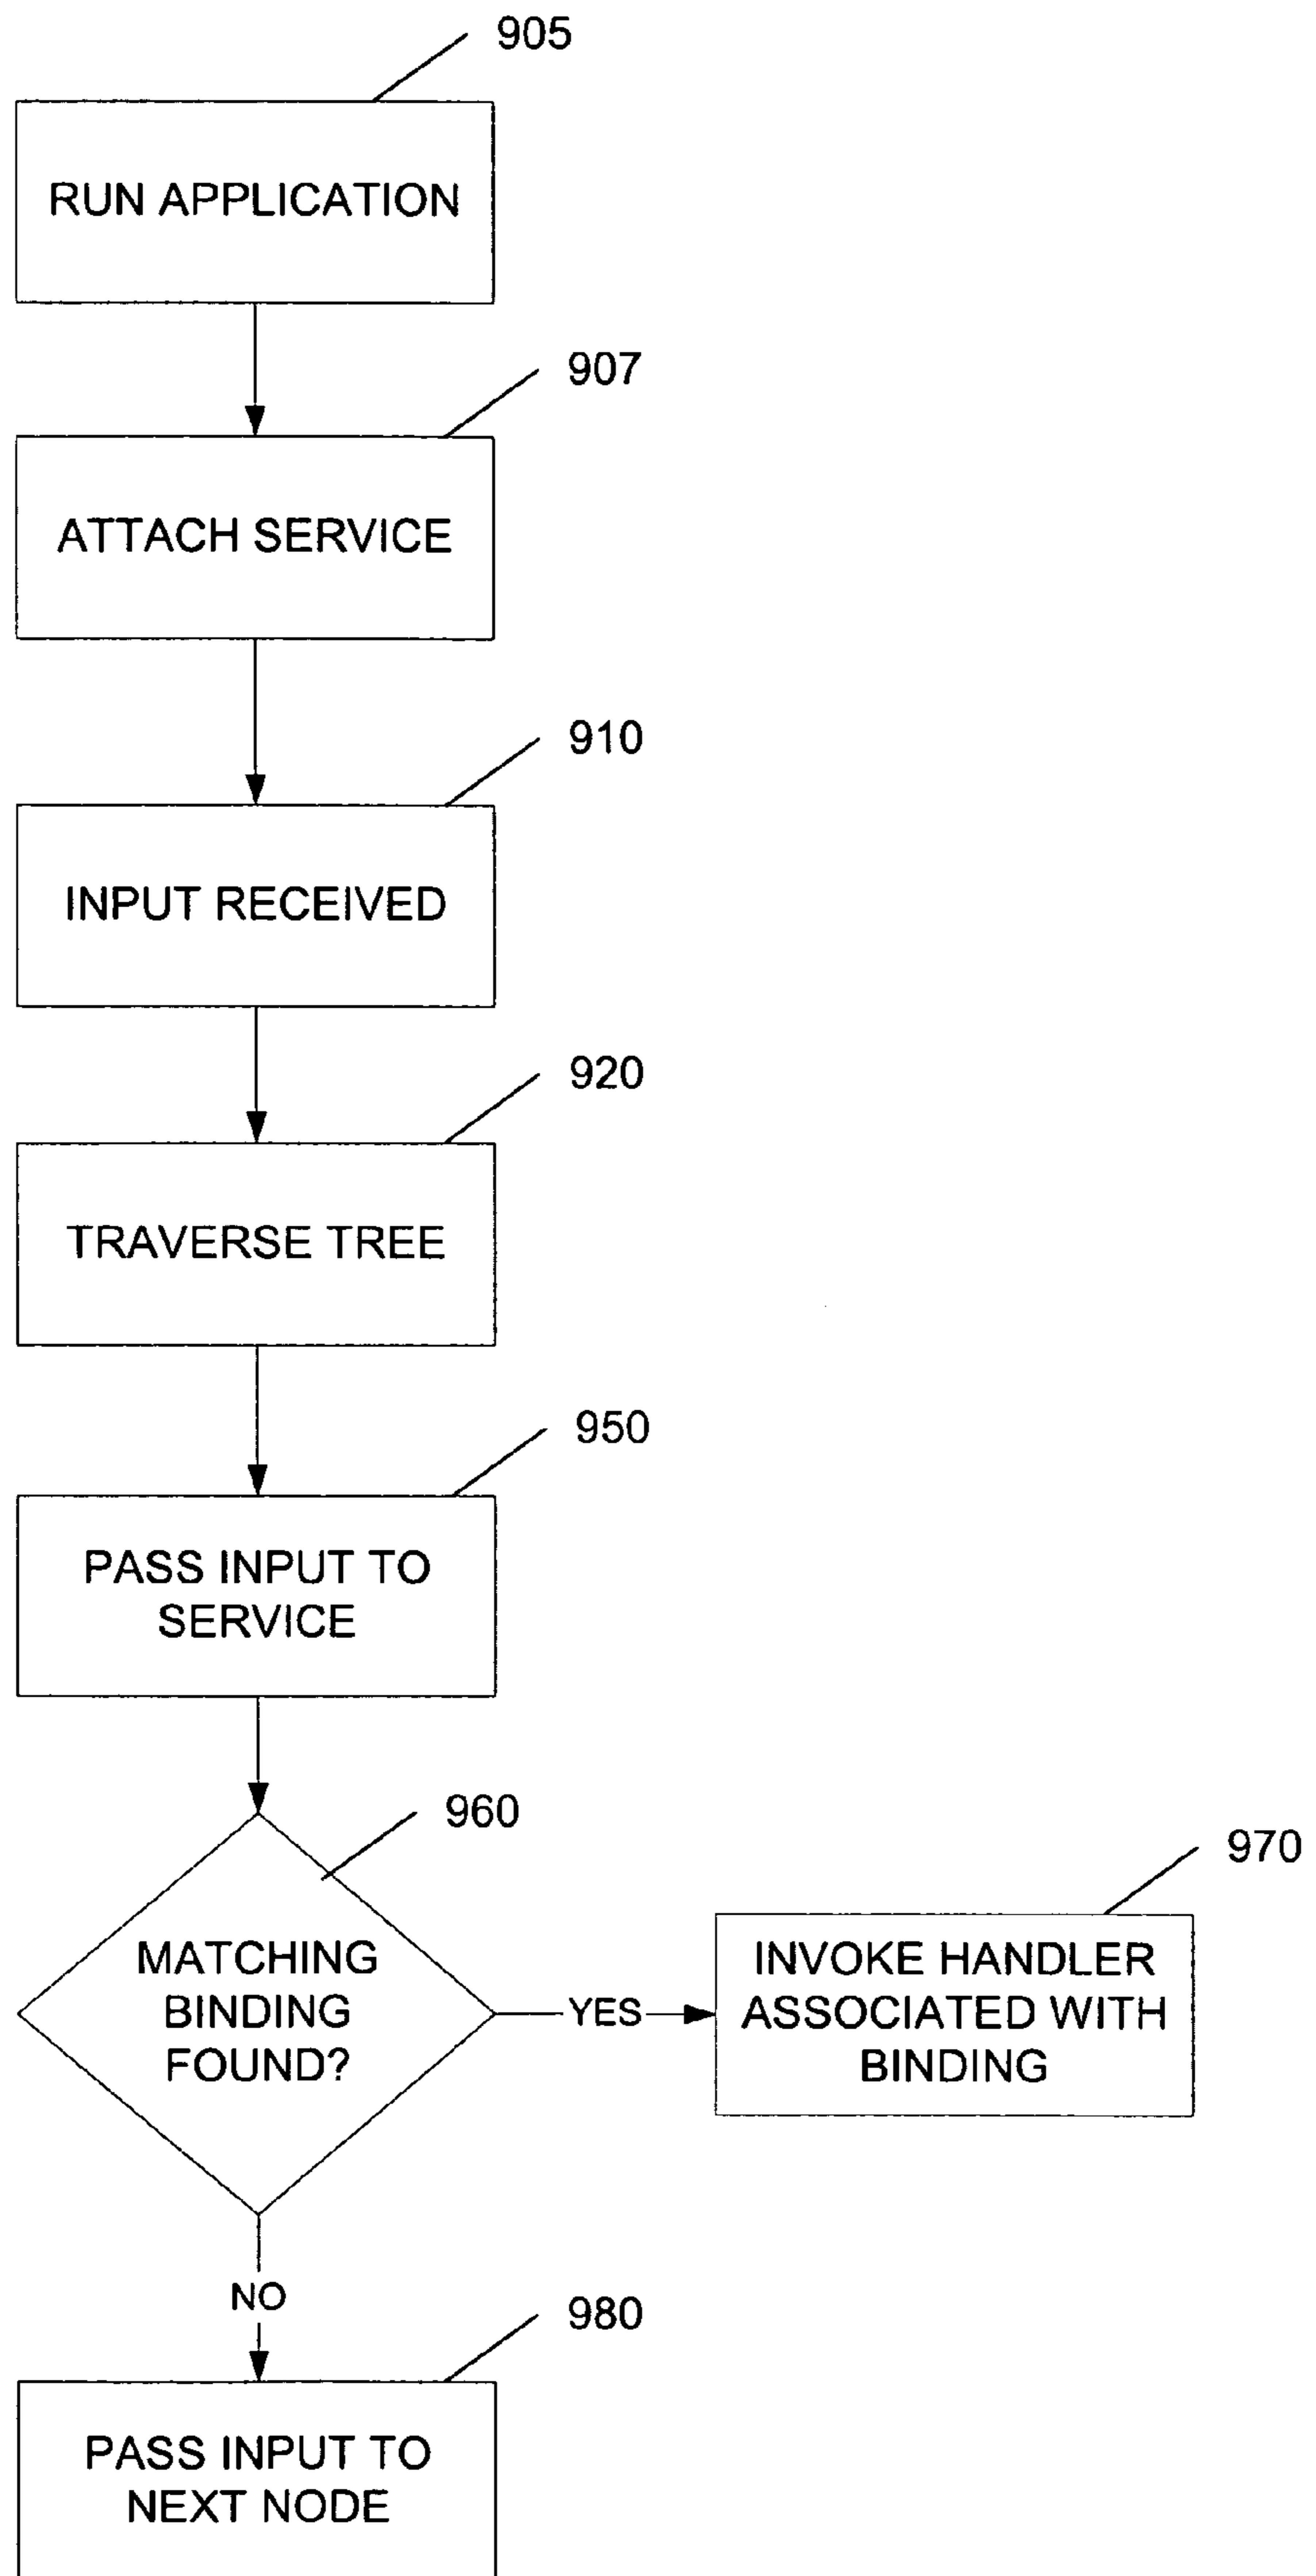 905
RUN APPLICATION
907
ATTACH SERVICE
910
INPUT RECEIVED
920
TRAVERSE TREE
950
PASS INPUT TO
SERVICE
960
MATCHING
BINDING
FOUND?
YES
970
INVOKE HANDLER
ASSOCIATED WITH
BINDING
NO
980
PASS INPUT TO
NEXT NODE